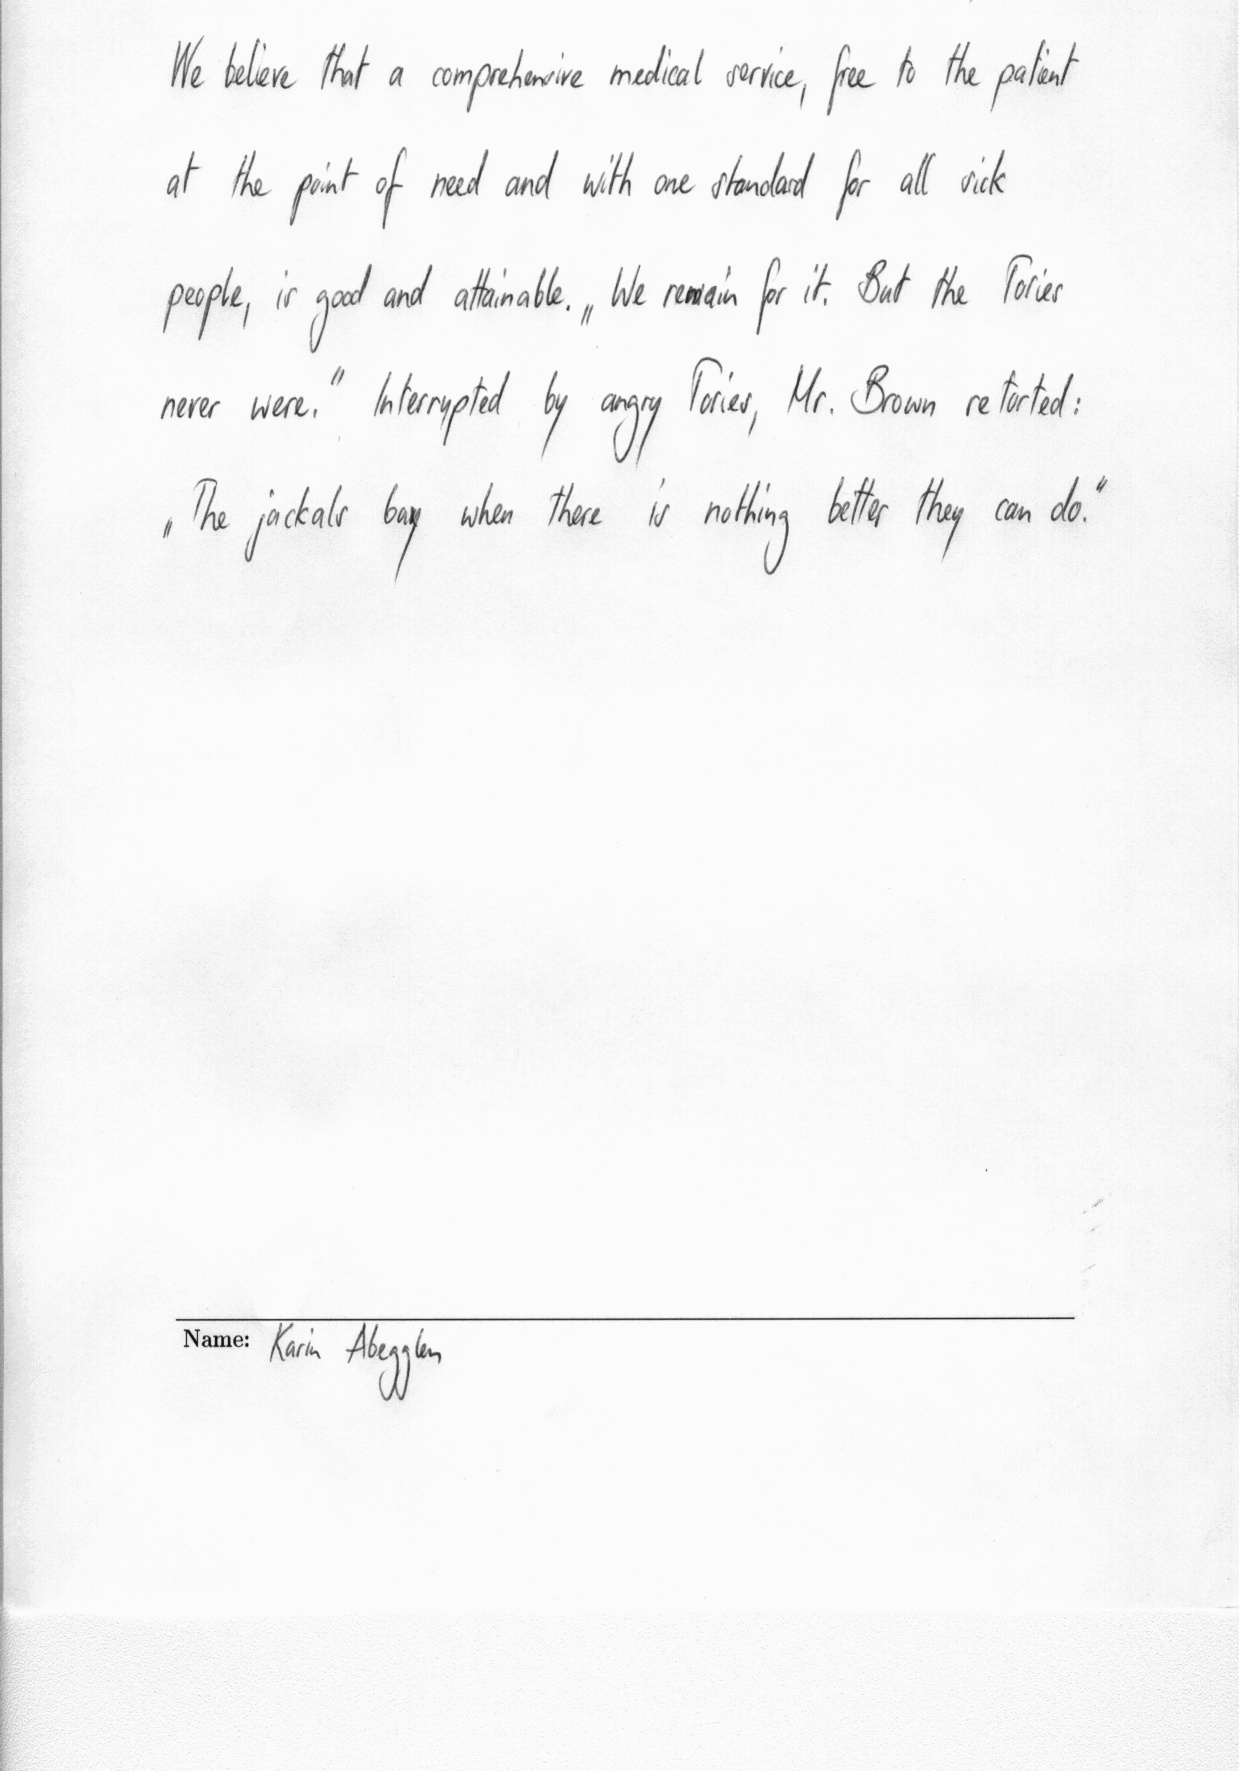 We believe that a comprehensive medical service, free to the patient
at the point of need and with one standard for all sick
people, is good and attainable. „We remain for it. But the Tories
never were." Interrupted by angry Tories, Mr. Brown retorted:
„The jackals bay when there is nothing better they can do."
Name: Karin Abegglen